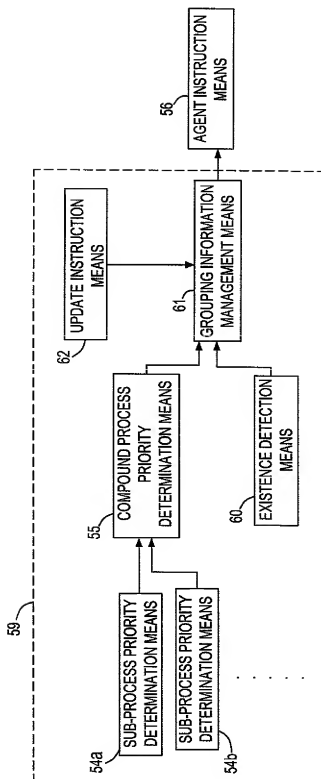 59
54a
SUB-PROCESS PRIORITY
DETERMINATION MEANS
54b
SUB-PROCESS PRIORITY
DETERMINATION MEANS
. . . . .
55
COMPOUND PROCESS
PRIORITY
DETERMINATION MEANS
60
EXISTENCE DETECTION
MEANS
62
UPDATE INSTRUCTION
MEANS
61
GROUPING INFORMATION
MANAGEMENT MEANS
56
AGENT INSTRUCTION
MEANS